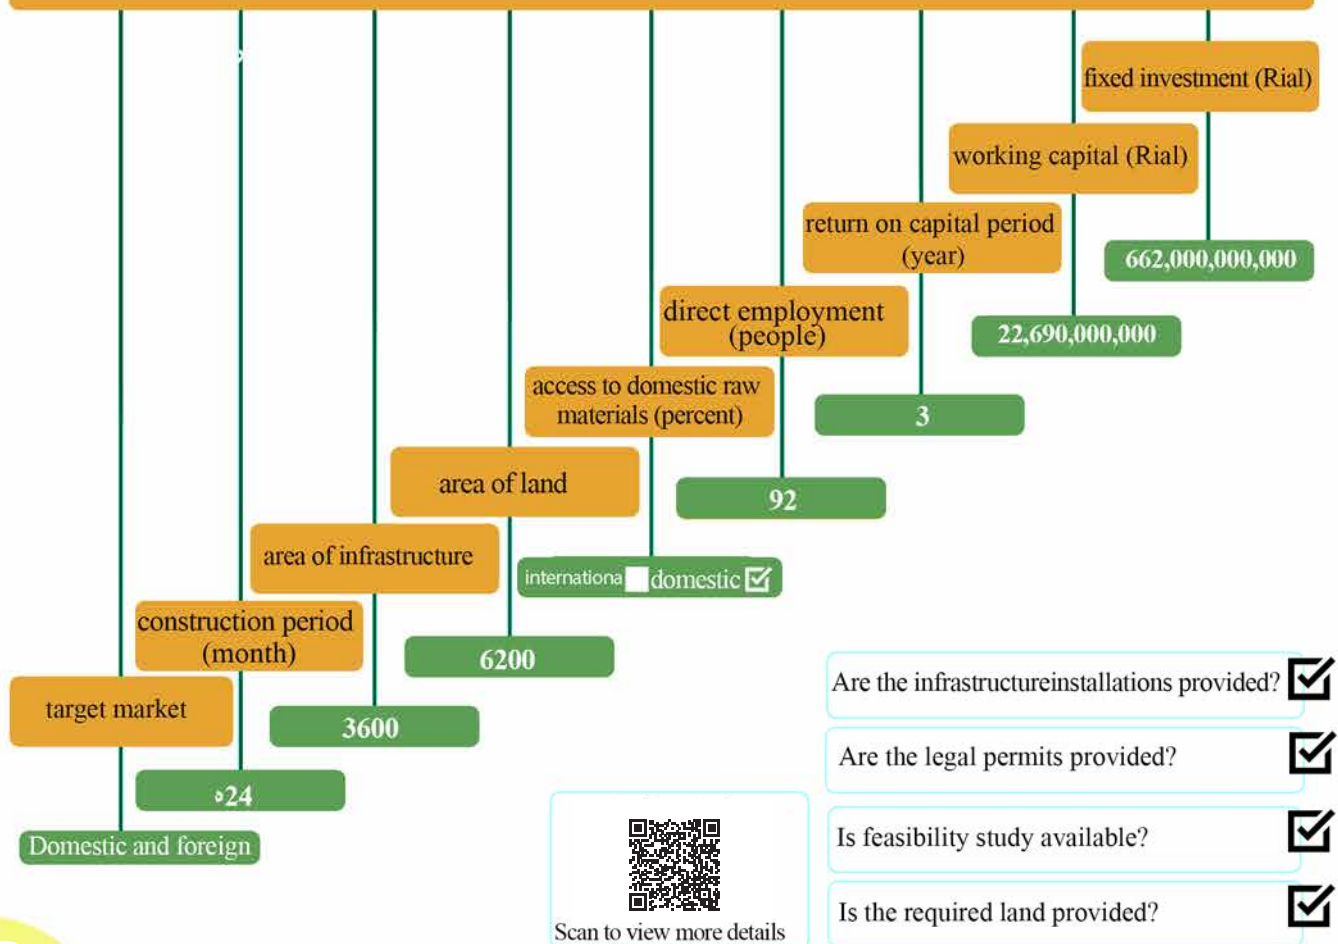 fixed investment (Rial)
662,000,000,000
working capital (Rial)
22,690,000,000
return on capital period
(year)
3
direct employment
(people)
92
access to domestic raw
materials (percent)
internationa domestic
area of land
6200
area of infrastructure
3600
construction period
(month)
24
target market
Domestic and foreign
Are the infrastructureinstallations provided?
Are the legal permits provided?
Is feasibility study available?
Is the required land provided?
Scan to view more details